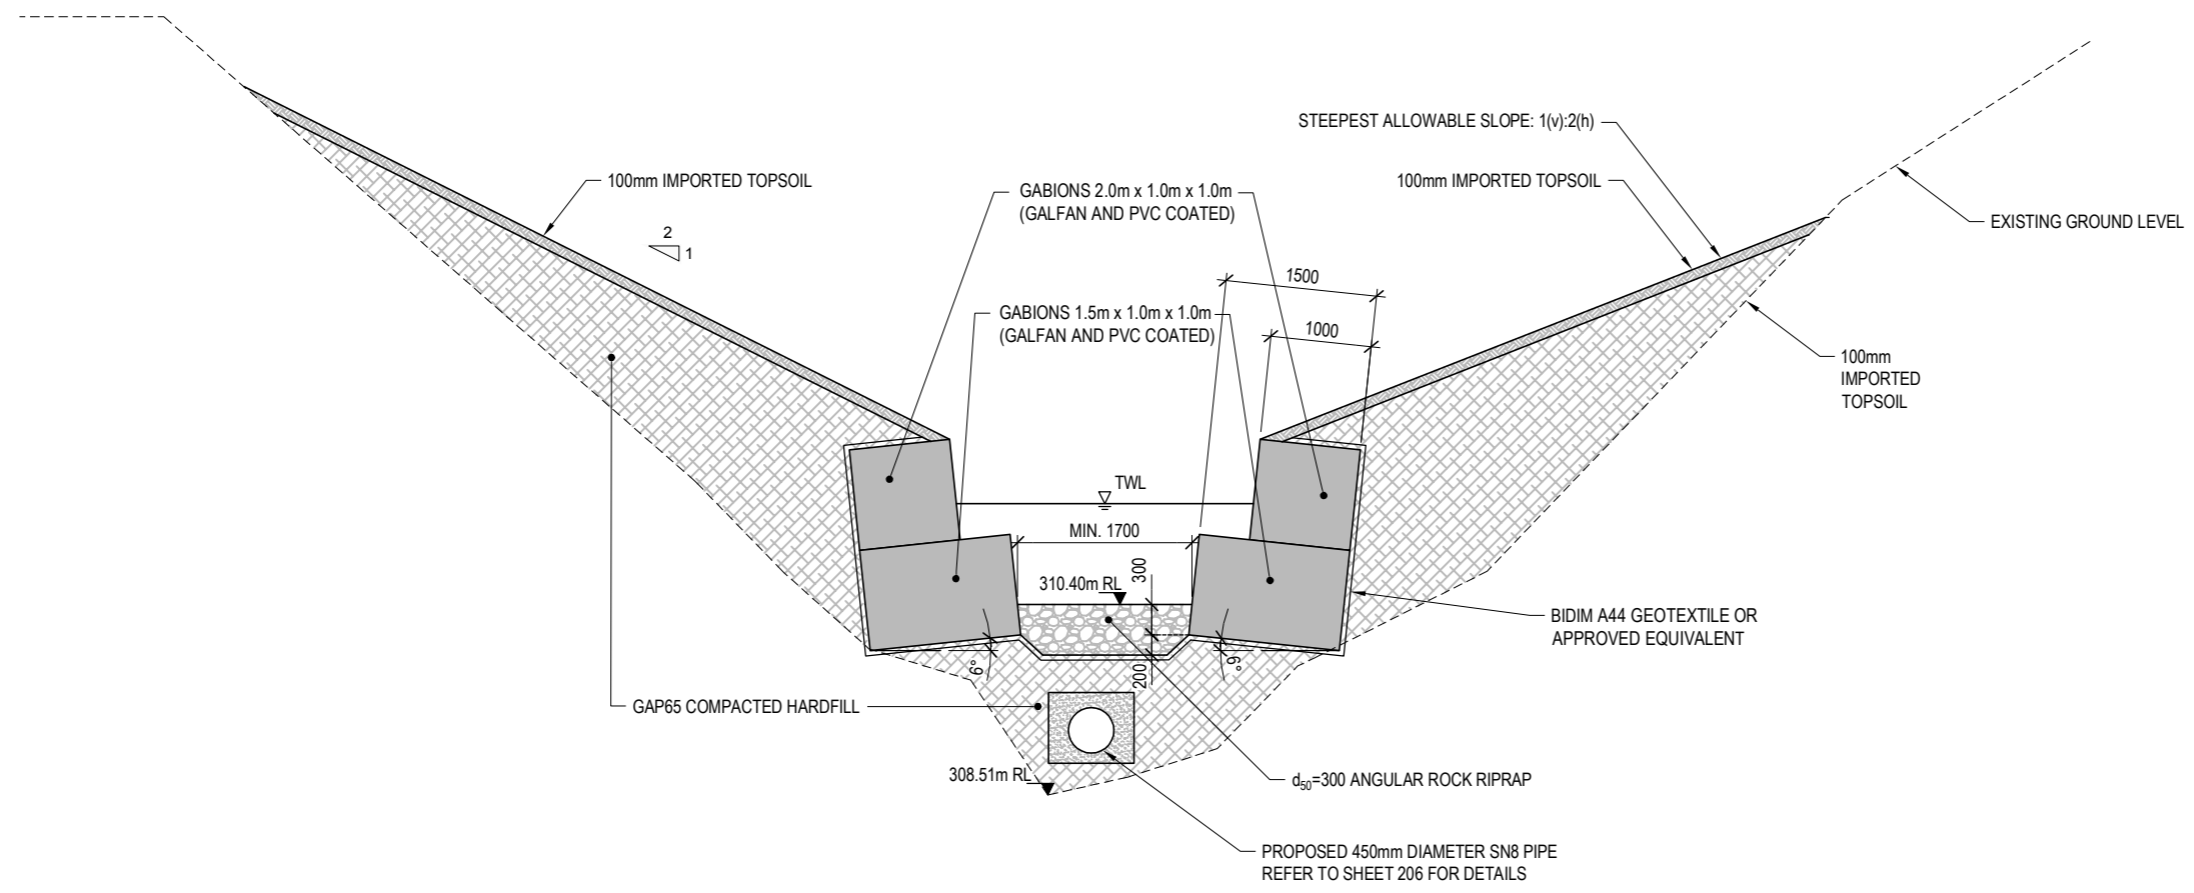 STEEPEST ALLOWABLE SLOPE: 1(v):2(h)
100mm IMPORTED TOPSOIL
100mm IMPORTED TOPSOIL
GABIONS 2.0m x 1.0m x 1.0m
(GALFAN AND PVC COATED)
EXISTING GROUND LEVEL
2
1
1500
GABIONS 1.5m x 1.0m x 1.0m
(GALFAN AND PVC COATED)
1000
100mm
IMPORTED
TOPSOIL
TWL
MIN. 1700
300
310.40m RL
BIDIM A44 GEOTEXTILE OR
APPROVED EQUIVALENT
6°
200
6°
GAP65 COMPACTED HARDFILL
308.51m RL
d₅₀=300 ANGULAR ROCK RIPRAP
PROPOSED 450mm DIAMETER SN8 PIPE
REFER TO SHEET 206 FOR DETAILS